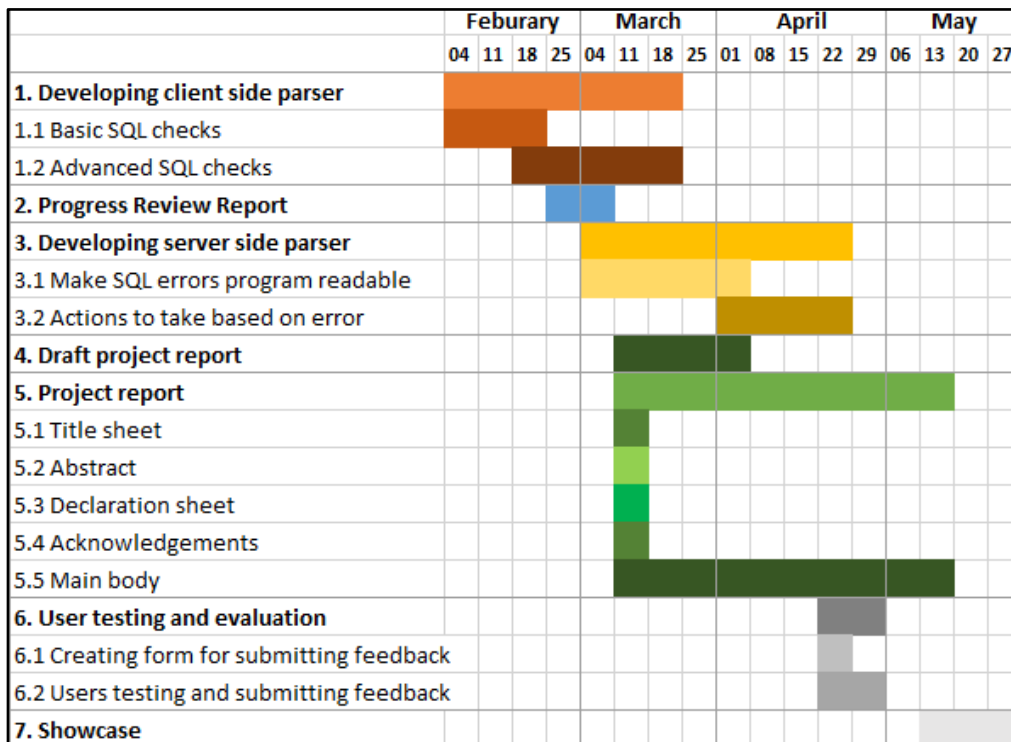 Feburary March April May
04 11 18 25 04 11 18 25 01 08 15 22 29 06 13 20 27
1. Developing client side parser
1.1 Basic SQL checks
1.2 Advanced SQL checks
2. Progress Review Report
3. Developing server side parser
3.1 Make SQL errors program readable
3.2 Actions to take based on error
4. Draft project report
5. Project report
5.1 Title sheet
5.2 Abstract
5.3 Declaration sheet
5.4 Acknowledgements
5.5 Main body
6. User testing and evaluation
6.1 Creating form for submitting feedback
6.2 Users testing and submitting feedback
7. Showcase